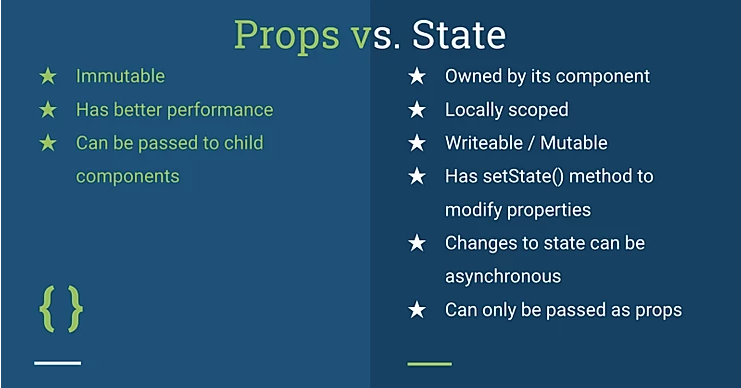 Props vs. State
★ Immutable
★ Has better performance
★ Can be passed to child
components
{ }
★ Owned by its component
★ Locally scoped
★ Writeable / Mutable
★ Has setState() method to
modify properties
★ Changes to state can be
asynchronous
★ Can only be passed as props